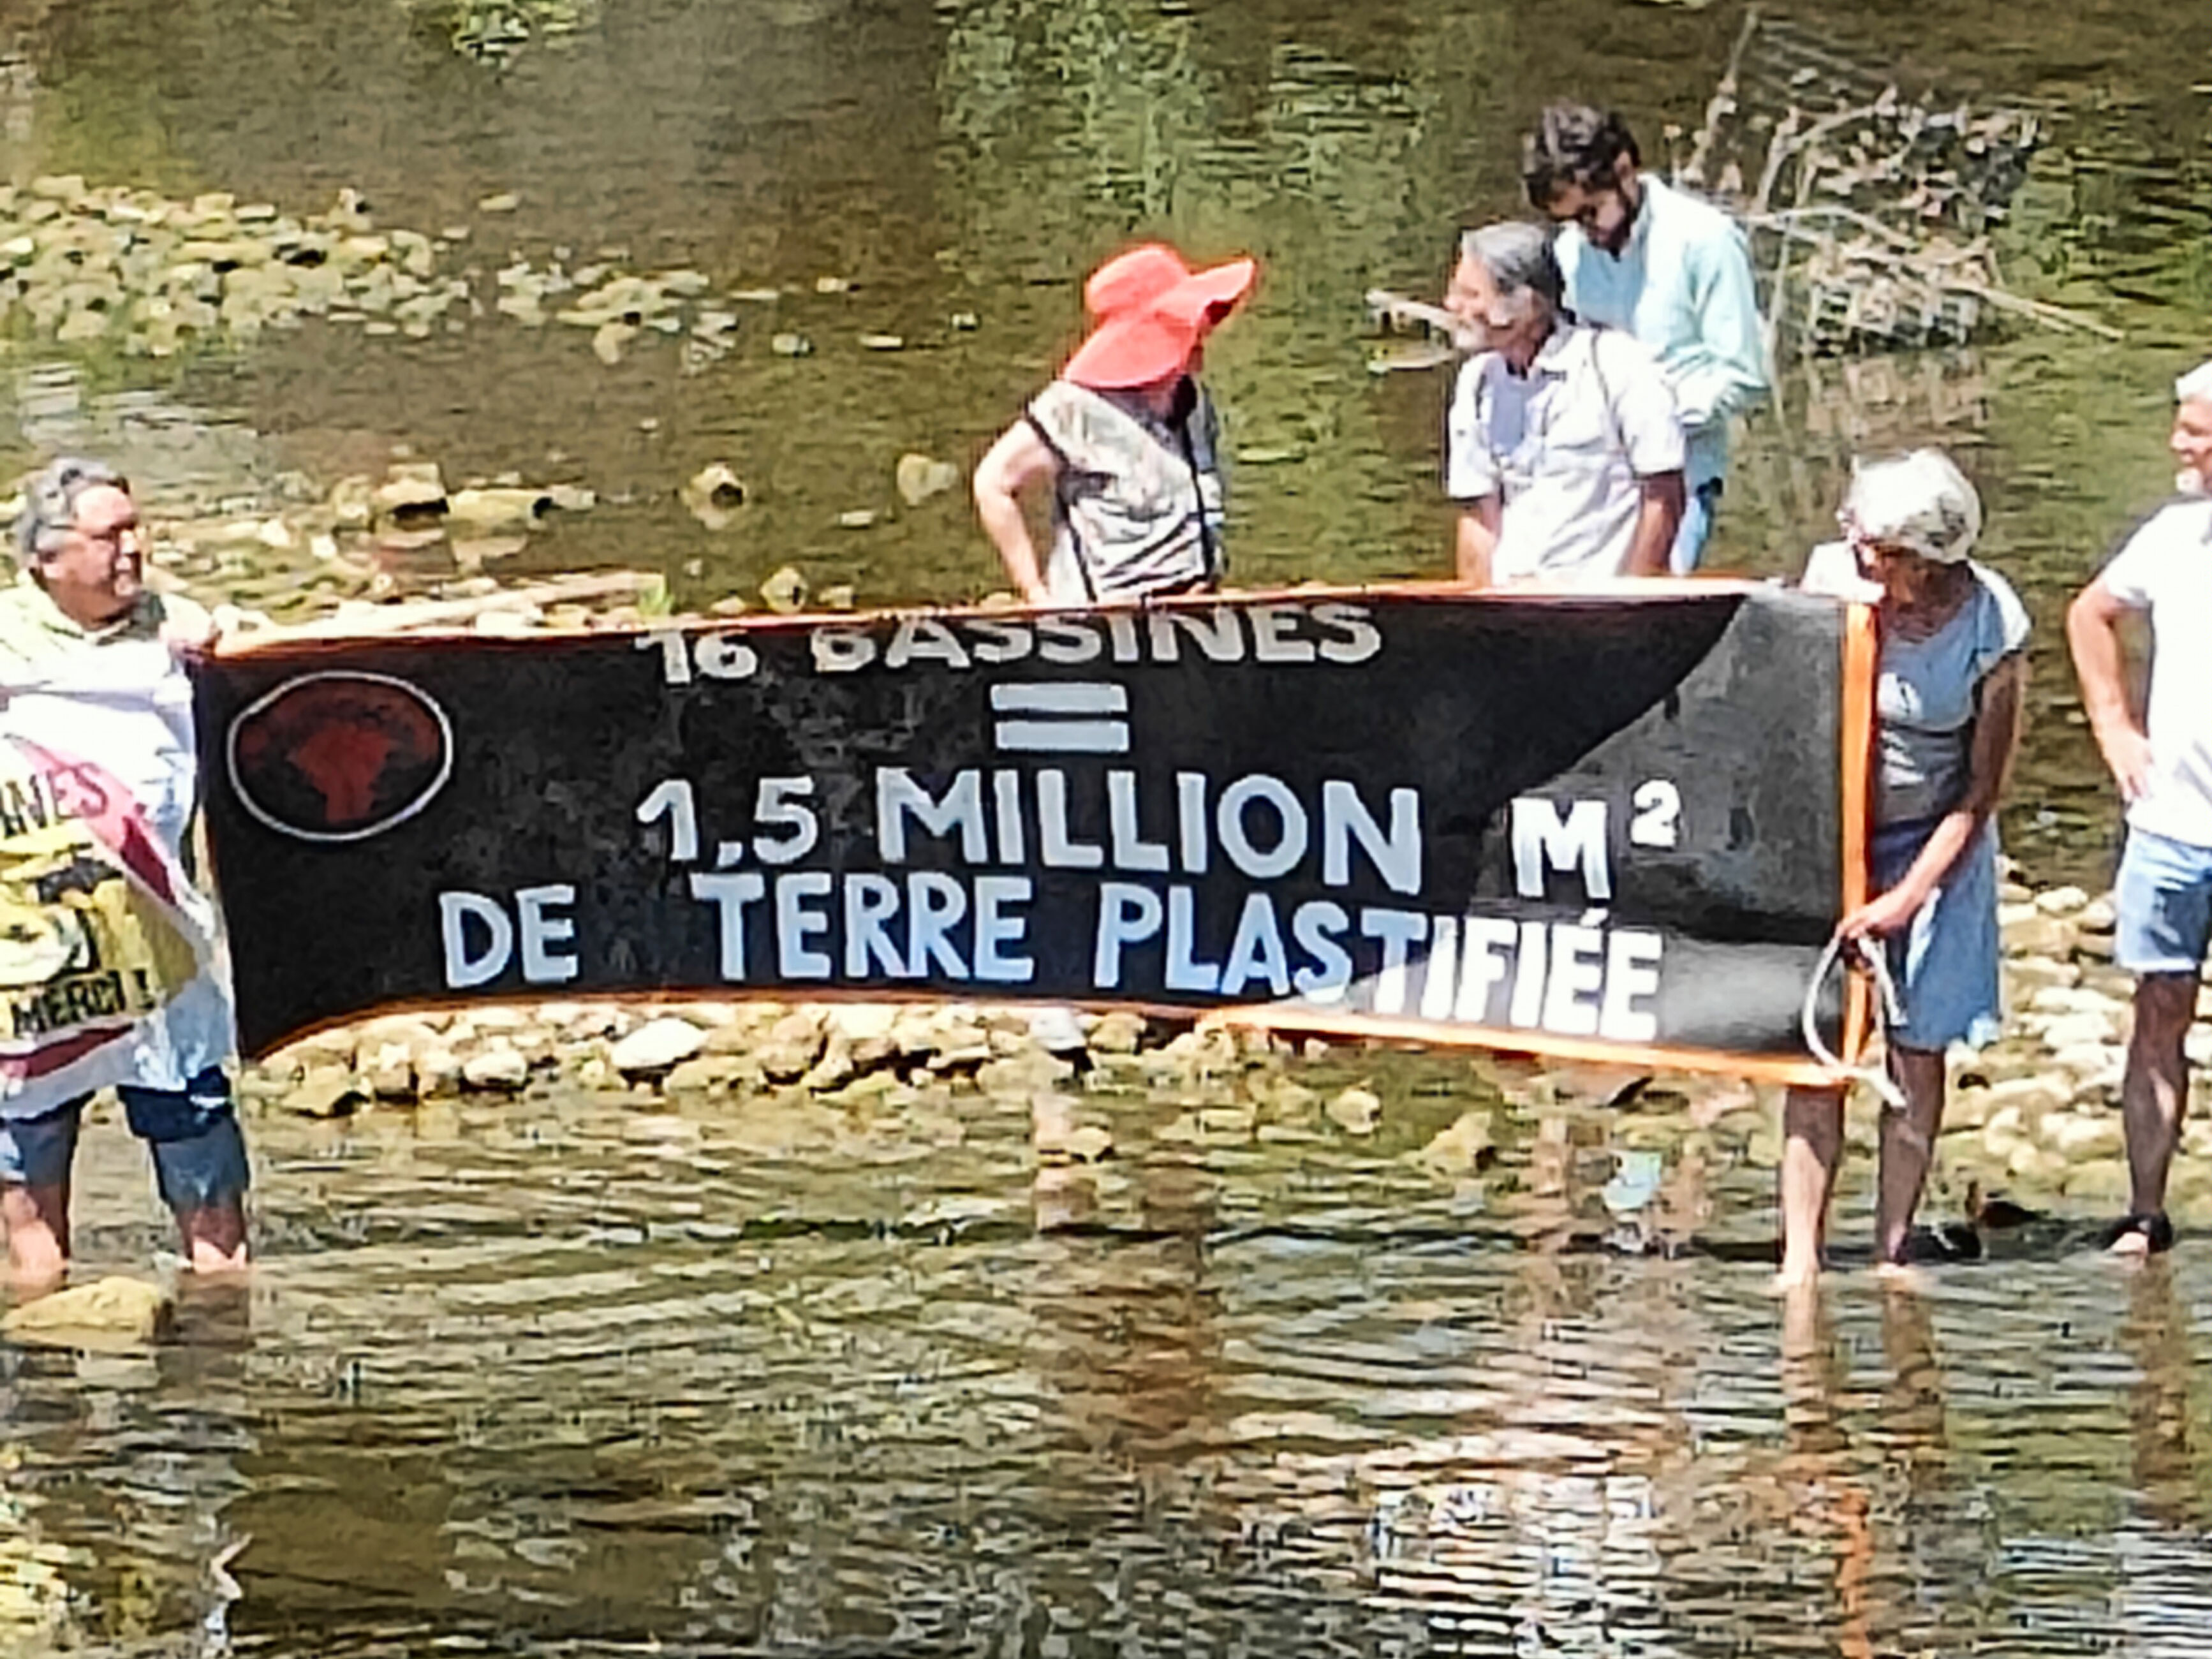 16 BASSINES
=
1,5 MILLION M²
DE TERRE PLASTIFIÉE
MERCI !